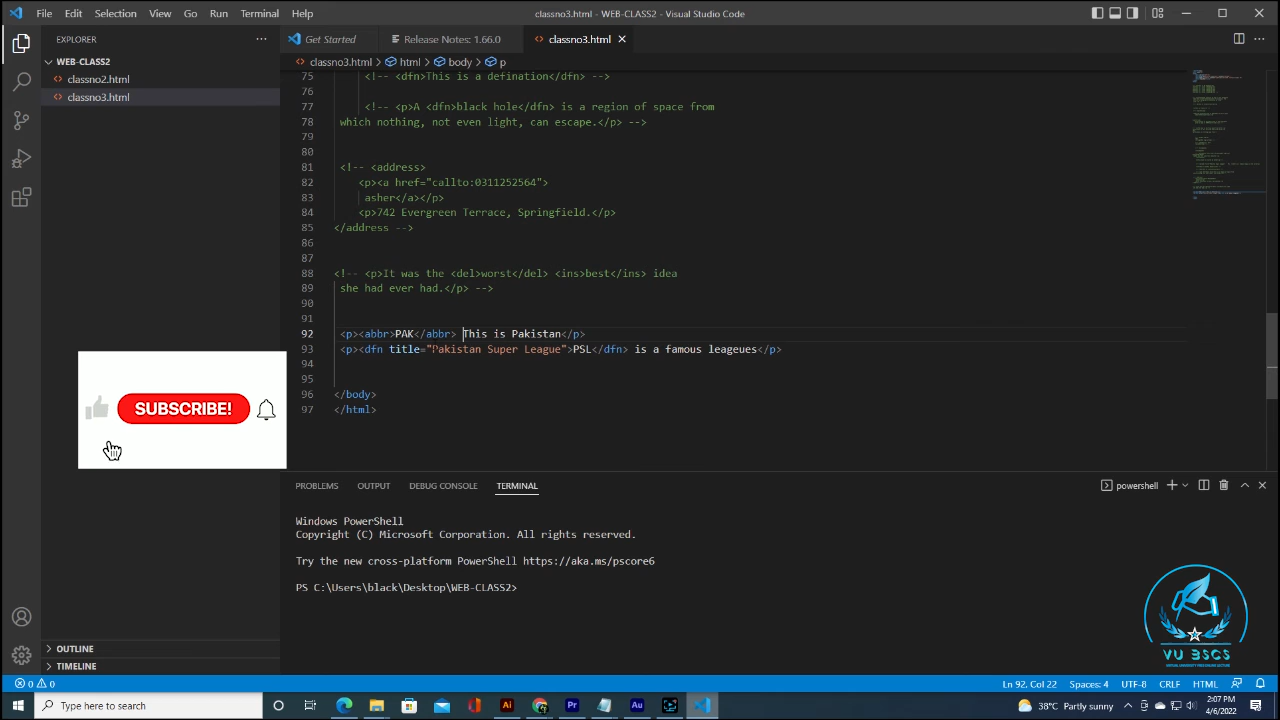 File Edit Selection View Go Run Terminal Help
classno3.html - WEB-CLASS2 - Visual Studio Code
EXPLORER
WEB-CLASS2
classno2.html
classno3.html
OUTLINE
TIMELINE
Get Started
Release Notes: 1.66.0
classno3.html
classno3.html > html > body > p
75 <!-- <dfn>This is a defination</dfn> -->
76
77 <!-- <p>A <dfn>black hole</dfn> is a region of space from
78 which nothing, not even light, can escape.</p> -->
79
80
81 <!-- <address>
82 <p><a href="callto:0312252564">
83 asher</a></p>
84 <p>742 Evergreen Terrace, Springfield.</p>
85 </address -->
86
87
88 <!-- <p>It was the <del>worst</del> <ins>best</ins> idea
89 she had ever had.</p> -->
90
91
92 <p><abbr>PAK</abbr> This is Pakistan</p>
93 <p><dfn title="Pakistan Super League">PSL</dfn> is a famous leageues</p>
94
95
96 </body>
97 </html>
SUBSCRIBE!
PROBLEMS OUTPUT DEBUG CONSOLE TERMINAL
powershell
Windows PowerShell
Copyright (C) Microsoft Corporation. All rights reserved.
Try the new cross-platform PowerShell https://aka.ms/pscore6
PS C:\Users\black\Desktop\WEB-CLASS2>
VU BSCS
0 0
Ln 92, Col 22 Spaces: 4 UTF-8 CRLF HTML
Type here to search
Ai Pr Au
38°C Partly sunny
2:07 PM
4/6/2022